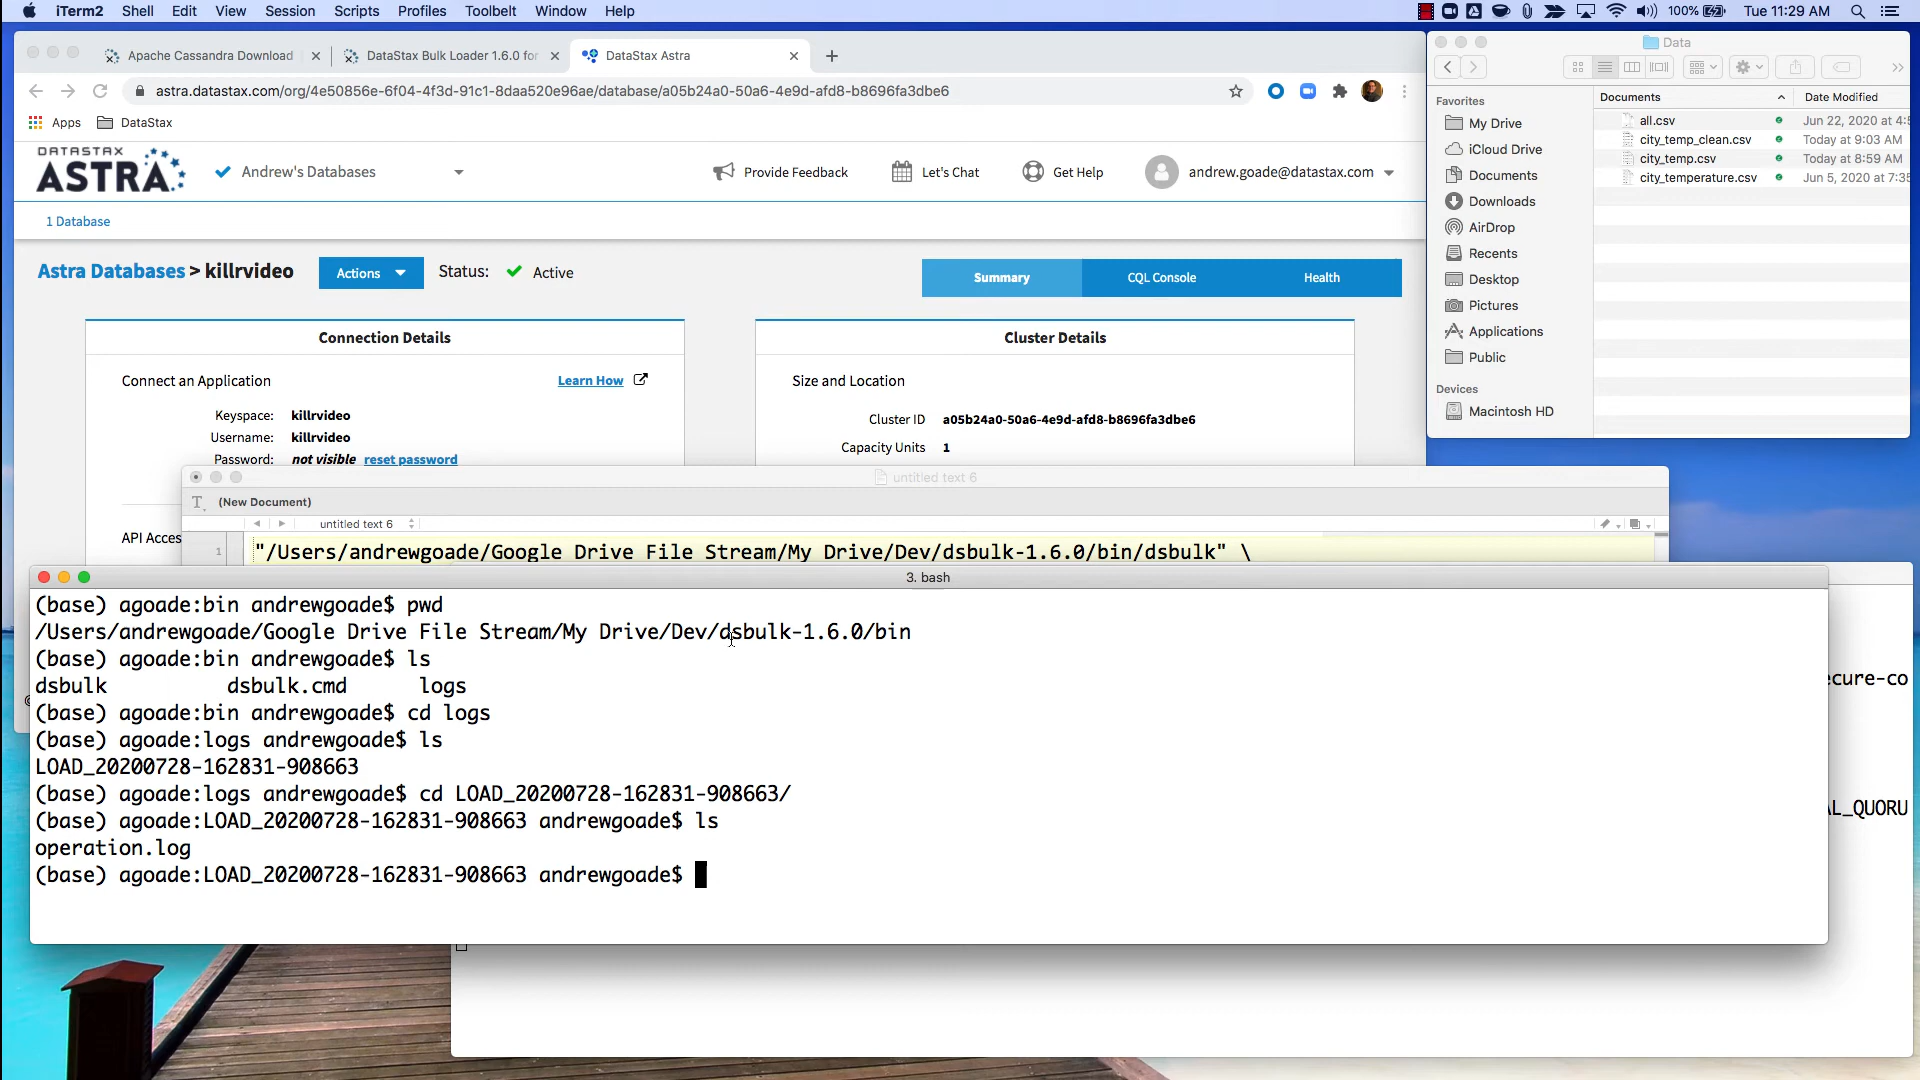 iTerm2 Shell Edit View Session Scripts Profiles Toolbelt Window Help 100% Tue 11:29 AM
Apache Cassandra Download
DataStax Bulk Loader 1.6.0 for
DataStax Astra
astra.datastax.com/org/4e50856e-6f04-4f3d-91c1-8daa520e96ae/database/a05b24a0-50a6-4e9d-afd8-b8696fa3dbe6
Apps DataStax
DATASTAX
ASTRA
Andrew's Databases
Provide Feedback
Let's Chat
Get Help
andrew.goade@datastax.com
1 Database
Astra Databases > killrvideo
Actions
Status: Active
Summary
CQL Console
Health
Connection Details
Connect an Application
Learn How
Keyspace: killrvideo
Username: killrvideo
Password: not visible reset password
API Acces
Cluster Details
Size and Location
Cluster ID a05b24a0-50a6-4e9d-afd8-b8696fa3dbe6
Capacity Units 1
Data
Favorites
My Drive
iCloud Drive
Documents
Downloads
AirDrop
Recents
Desktop
Pictures
Applications
Public
Devices
Macintosh HD
Documents Date Modified
all.csv Jun 22, 2020 at 4:5
city_temp_clean.csv Today at 9:03 AM
city_temp.csv Today at 8:59 AM
city_temperature.csv Jun 5, 2020 at 7:35
untitled text 6
(New Document)
untitled text 6
1 "/Users/andrewgoade/Google Drive File Stream/My Drive/Dev/dsbulk-1.6.0/bin/dsbulk" \
3. bash
(base) agoade:bin andrewgoade$ pwd
/Users/andrewgoade/Google Drive File Stream/My Drive/Dev/dsbulk-1.6.0/bin
(base) agoade:bin andrewgoade$ ls
dsbulk dsbulk.cmd logs
(base) agoade:bin andrewgoade$ cd logs
(base) agoade:logs andrewgoade$ ls
LOAD_20200728-162831-908663
(base) agoade:logs andrewgoade$ cd LOAD_20200728-162831-908663/
(base) agoade:LOAD_20200728-162831-908663 andrewgoade$ ls
operation.log
(base) agoade:LOAD_20200728-162831-908663 andrewgoade$
ecure-co
AL_QUORU